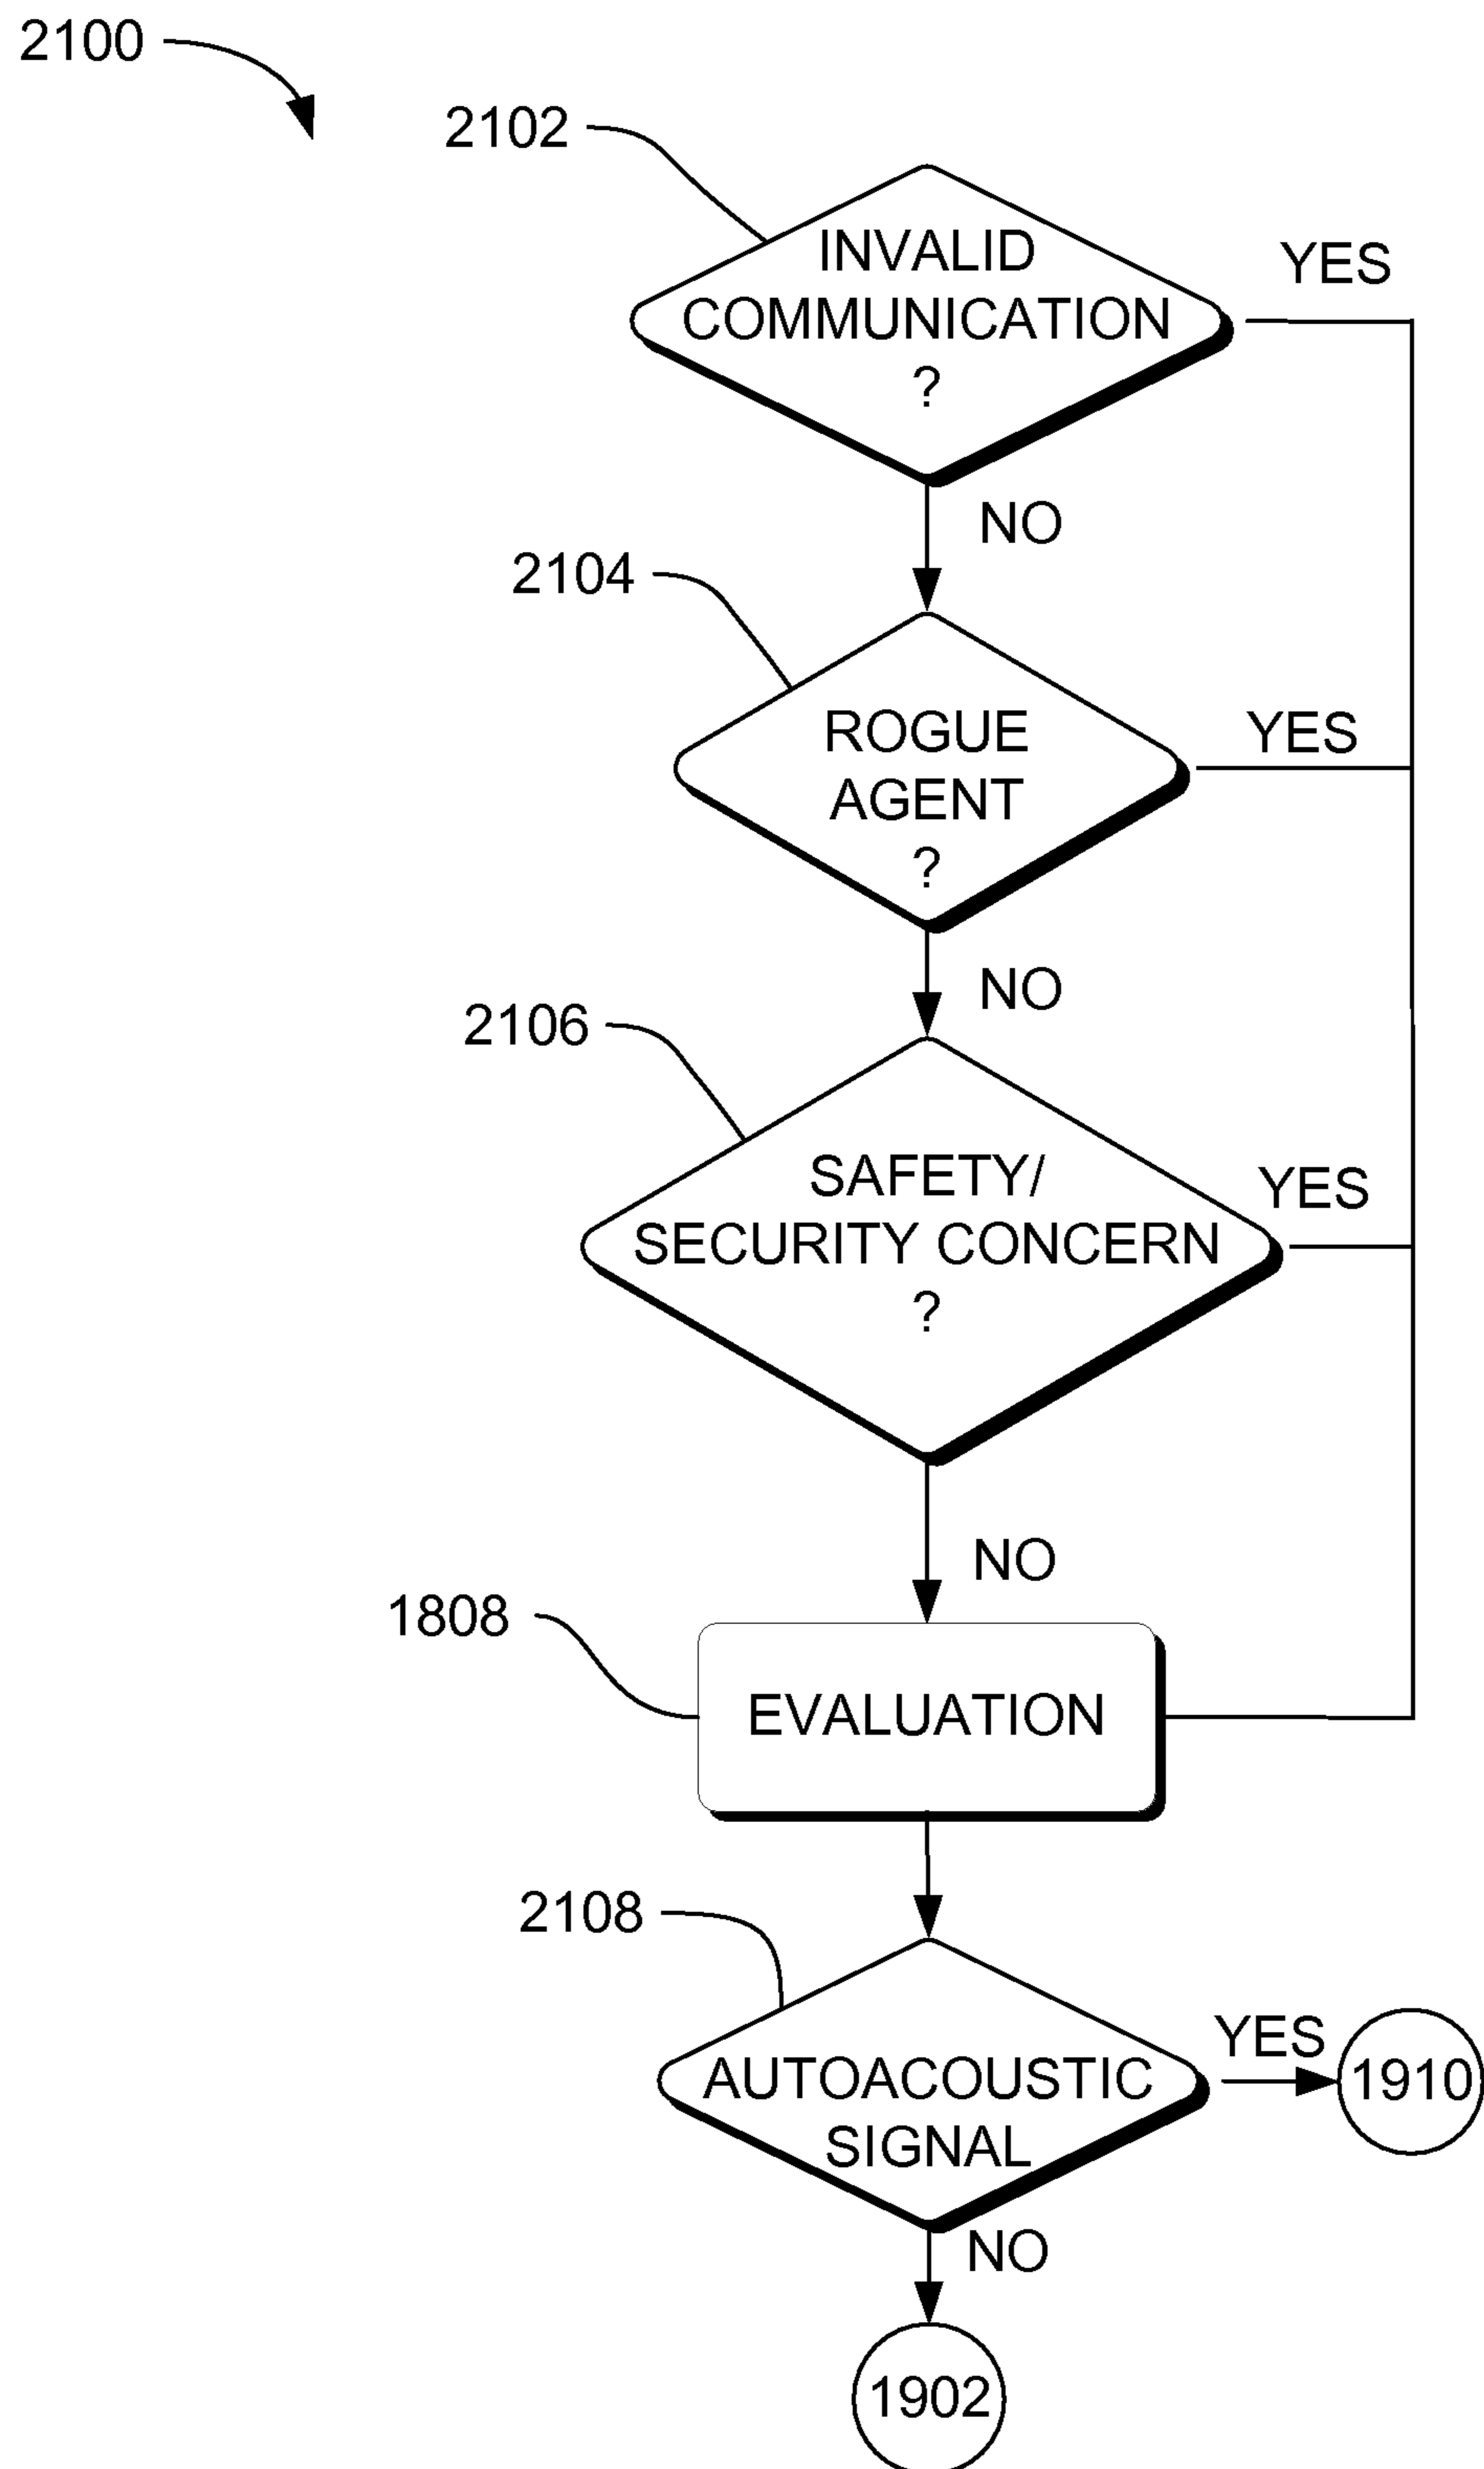 2100
2102
INVALID
COMMUNICATION
?
YES
NO
2104
ROGUE
AGENT
?
YES
NO
2106
SAFETY/
SECURITY CONCERN
?
YES
NO
1808
EVALUATION
2108
AUTOACOUSTIC
SIGNAL
YES
1910
NO
1902